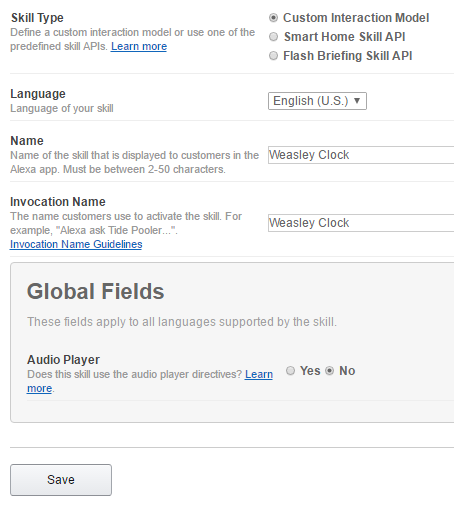 Skill Type
Define a custom interaction model or use one of the
predefined skill APIs. Learn more
Custom Interaction Model
Smart Home Skill API
Flash Briefing Skill API
Language
Language of your skill
English (U.S.)
Name
Name of the skill that is displayed to customers in the
Alexa app. Must be between 2-50 characters.
Weasley Clock
Invocation Name
The name customers use to activate the skill. For
example, "Alexa ask Tide Pooler...".
Invocation Name Guidelines
Weasley Clock
Global Fields
These fields apply to all languages supported by the skill.
Audio Player
Does this skill use the audio player directives? Learn
more.
Yes No
Save